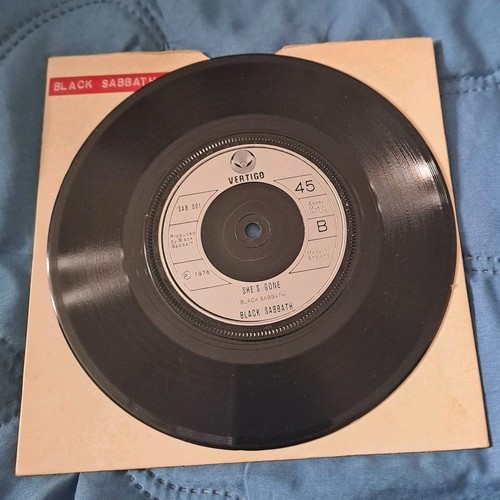 BLACK SABBATH
VERTIGO
SAB 001
45
Produced
by Black
Sabbath
B
℗ 1976
SHE'S GONE
BLACK SABBATH
BLACK SABBATH